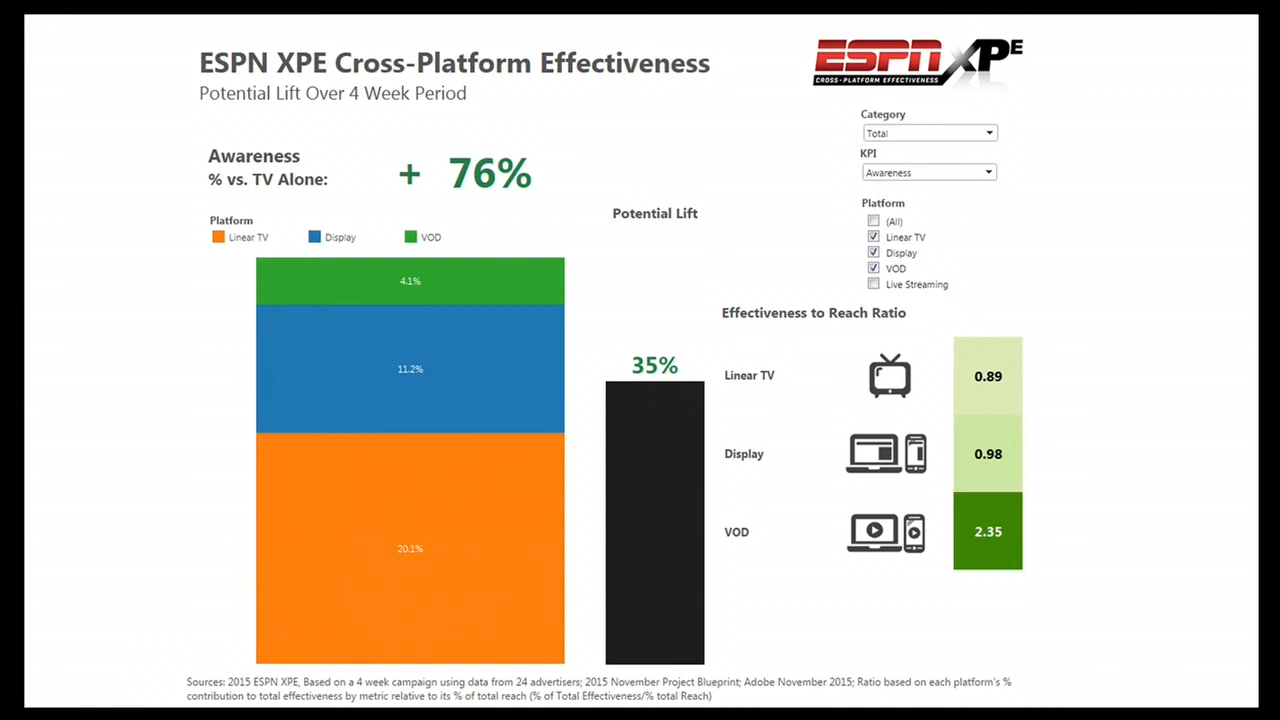 ESPN XPE Cross-Platform Effectiveness
Potential Lift Over 4 Week Period
ESPN XPE
CROSS-PLATFORM EFFECTIVENESS
Category
Total
KPI
Awareness
Platform
(All)
Linear TV
Display
VOD
Live Streaming
Awareness
% vs. TV Alone:
+ 76%
Platform
Linear TV Display VOD
4.1%
11.2%
20.1%
Potential Lift
35%
Effectiveness to Reach Ratio
Linear TV 0.89
Display 0.98
VOD 2.35
Sources: 2015 ESPN XPE, Based on a 4 week campaign using data from 24 advertisers; 2015 November Project Blueprint; Adobe November 2015; Ratio based on each platform's %
contribution to total effectiveness by metric relative to its % of total reach (% of Total Effectiveness/% total Reach)